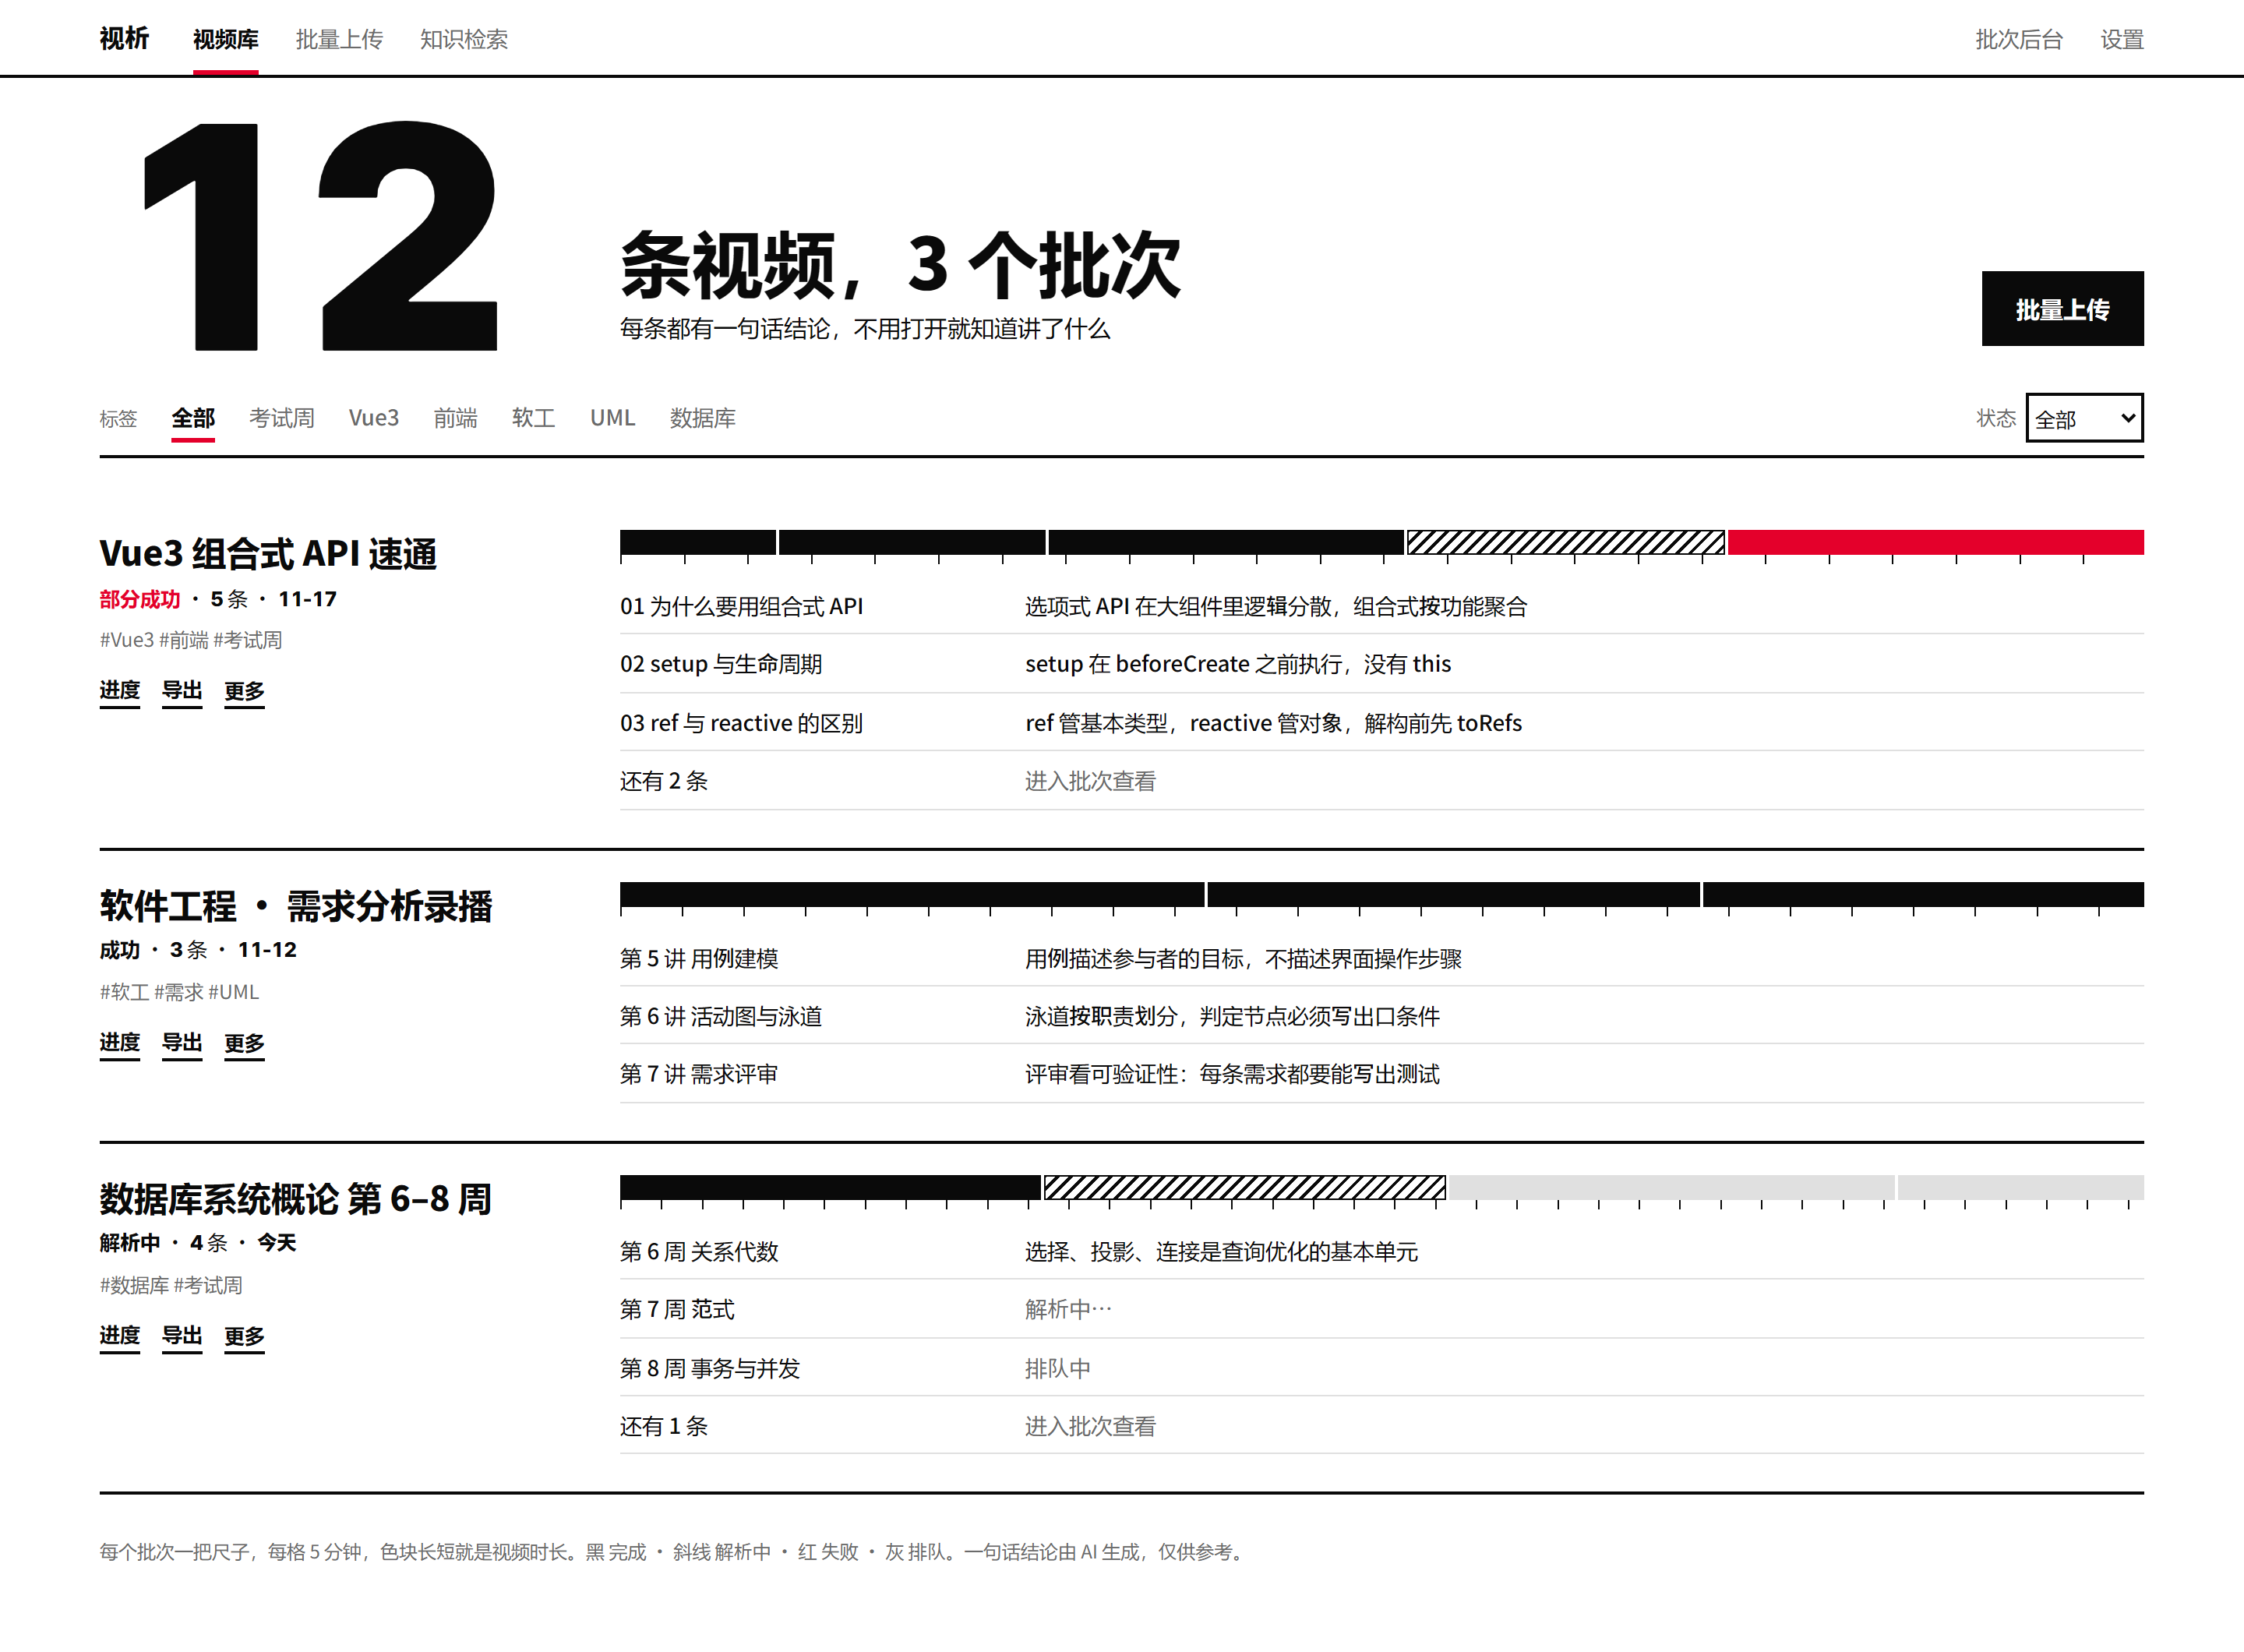 视析 视频库 批量上传 知识检索 批次后台 设置
12 条视频，3 个批次
每条都有一句话结论，不用打开就知道讲了什么
批量上传
标签 全部 考试周 Vue3 前端 软工 UML 数据库 状态 全部
Vue3 组合式 API 速通
部分成功 · 5 条 · 11-17
#Vue3 #前端 #考试周
进度 导出 更多
01 为什么要用组合式 API 选项式 API 在大组件里逻辑分散，组合式按功能聚合
02 setup 与生命周期 setup 在 beforeCreate 之前执行，没有 this
03 ref 与 reactive 的区别 ref 管基本类型，reactive 管对象，解构前先 toRefs
还有 2 条 进入批次查看
软件工程 · 需求分析录播
成功 · 3 条 · 11-12
#软工 #需求 #UML
进度 导出 更多
第 5 讲 用例建模 用例描述参与者的目标，不描述界面操作步骤
第 6 讲 活动图与泳道 泳道按职责划分，判定节点必须写出口条件
第 7 讲 需求评审 评审看可验证性：每条需求都要能写出测试
数据库系统概论 第 6–8 周
解析中 · 4 条 · 今天
#数据库 #考试周
进度 导出 更多
第 6 周 关系代数 选择、投影、连接是查询优化的基本单元
第 7 周 范式 解析中…
第 8 周 事务与并发 排队中
还有 1 条 进入批次查看
每个批次一把尺子，每格 5 分钟，色块长短就是视频时长。黑 完成 · 斜线 解析中 · 红 失败 · 灰 排队。一句话结论由 AI 生成，仅供参考。